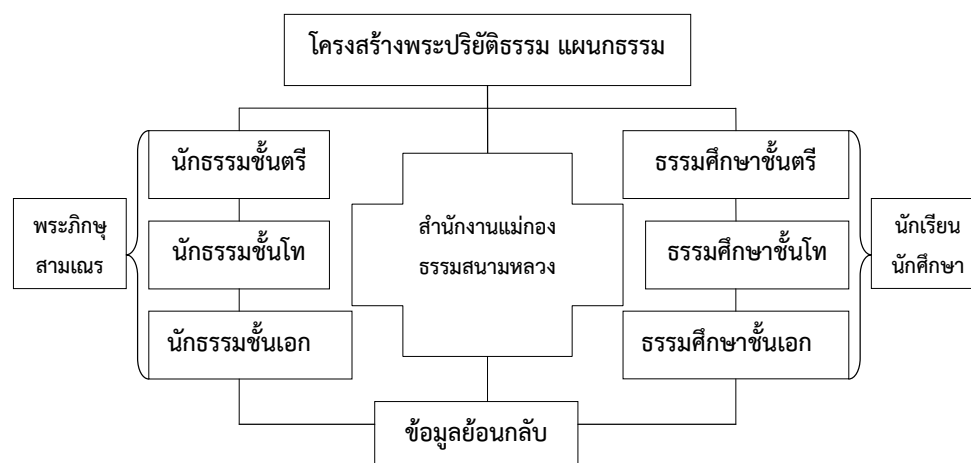 โครงสร้างพระปริยัติธรรม แผนกธรรม
นักธรรมชั้นตรี
ธรรมศึกษาชั้นตรี
พระภิกษุ
สามเณร
นักธรรมชั้นโท
สำนักงานแม่กอง
ธรรมสนามหลวง
ธรรมศึกษาชั้นโท
นักเรียน
นักศึกษา
นักธรรมชั้นเอก
ธรรมศึกษาชั้นเอก
ข้อมูลย้อนกลับ